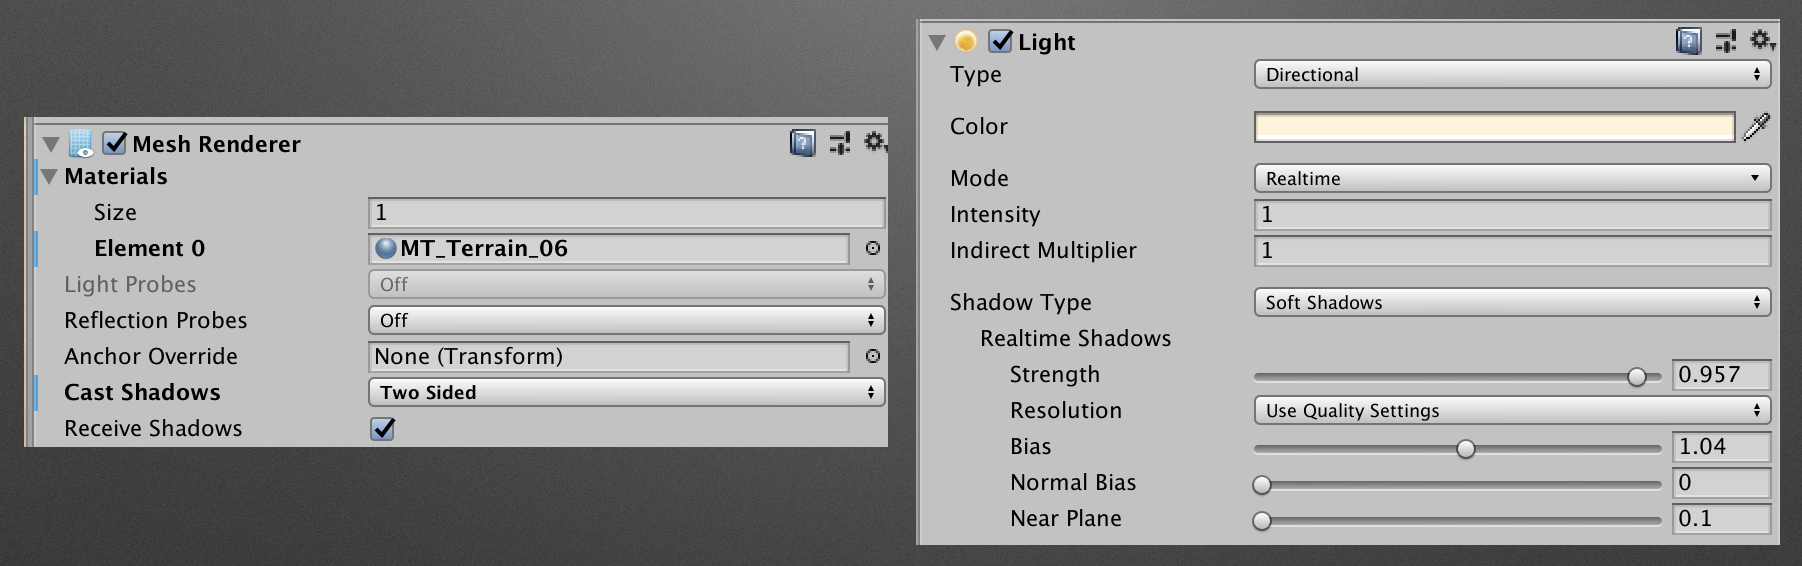 Mesh Renderer
Materials
Size 1
Element 0 MT_Terrain_06
Light Probes Off
Reflection Probes Off
Anchor Override None (Transform)
Cast Shadows Two Sided
Receive Shadows
Light
Type Directional
Color
Mode Realtime
Intensity 1
Indirect Multiplier 1
Shadow Type Soft Shadows
Realtime Shadows
Strength 0.957
Resolution Use Quality Settings
Bias 1.04
Normal Bias 0
Near Plane 0.1